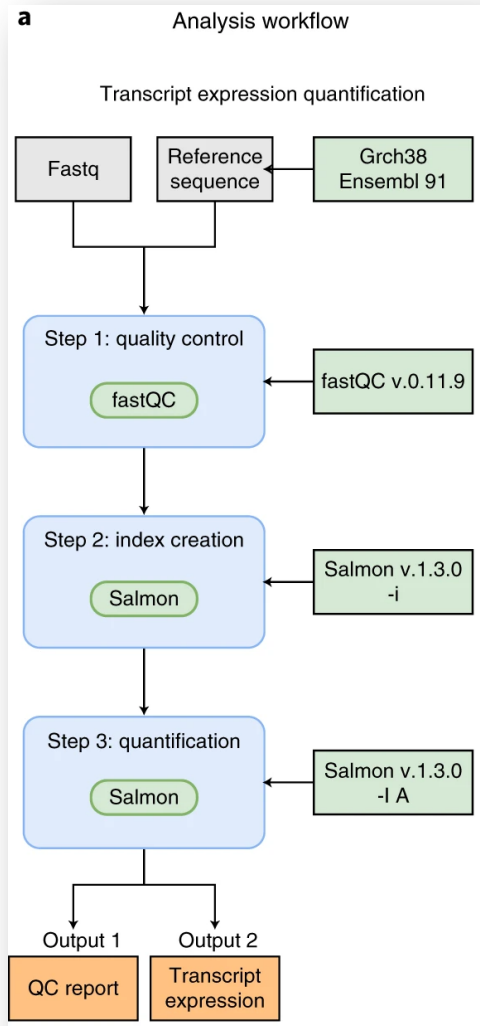 a
Analysis workflow
Transcript expression quantification
Fastq
Reference
sequence
Grch38
Ensembl 91
Step 1: quality control
fastQC
fastQC v.0.11.9
Step 2: index creation
Salmon
Salmon v.1.3.0
-i
Step 3: quantification
Salmon
Salmon v.1.3.0
-l A
Output 1
Output 2
QC report
Transcript
expression